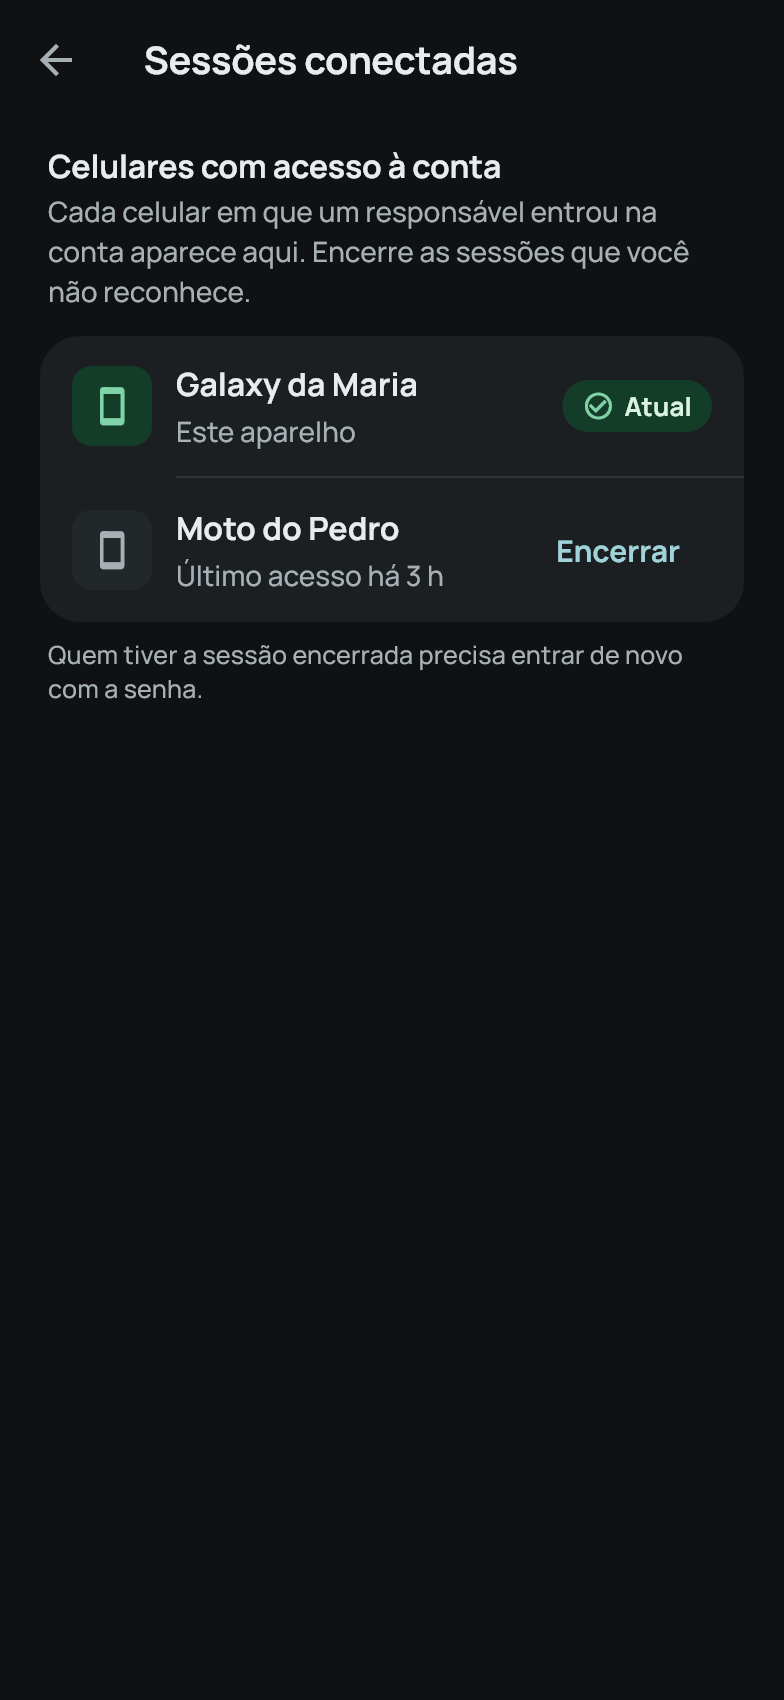 Sessões conectadas
Celulares com acesso à conta
Cada celular em que um responsável entrou na
conta aparece aqui. Encerre as sessões que você
não reconhece.
Galaxy da Maria
Este aparelho
Atual
Moto do Pedro
Último acesso há 3 h
Encerrar
Quem tiver a sessão encerrada precisa entrar de novo
com a senha.